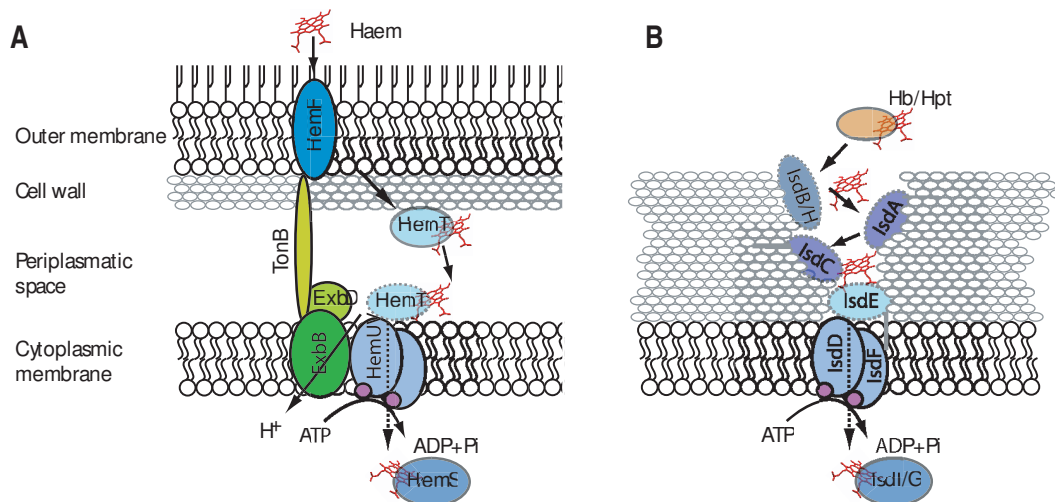 A
Haem
Outer membrane
HemF
Cell wall
HemT
TonB
Periplasmatic
space
ExbD
HemT
Cytoplasmic
membrane
ExbB
HemU
H+
ATP
ADP+Pi
HemS
B
Hb/Hpt
IsdB/H
IsdA
IsdC
IsdE
IsdD
IsdF
ATP
ADP+Pi
IsdI/G